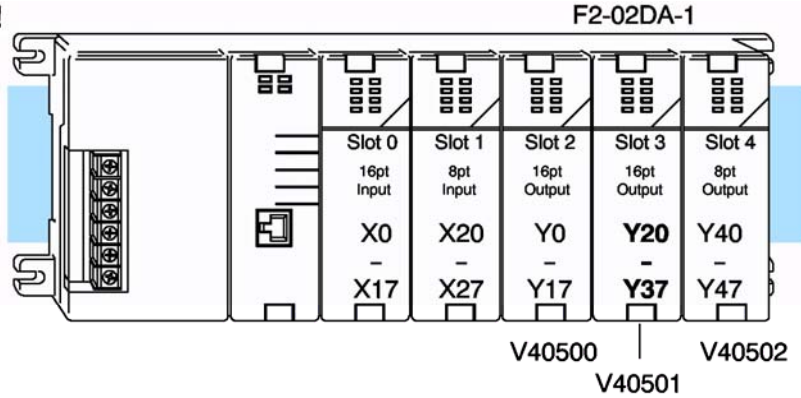 F2-02DA-1
Slot 0 Slot 1 Slot 2 Slot 3 Slot 4
16pt 8pt 16pt 16pt 8pt
Input Input Output Output Output
X0 X20 Y0 Y20 Y40
– – – – –
X17 X27 Y17 Y37 Y47
V40500 V40502
V40501